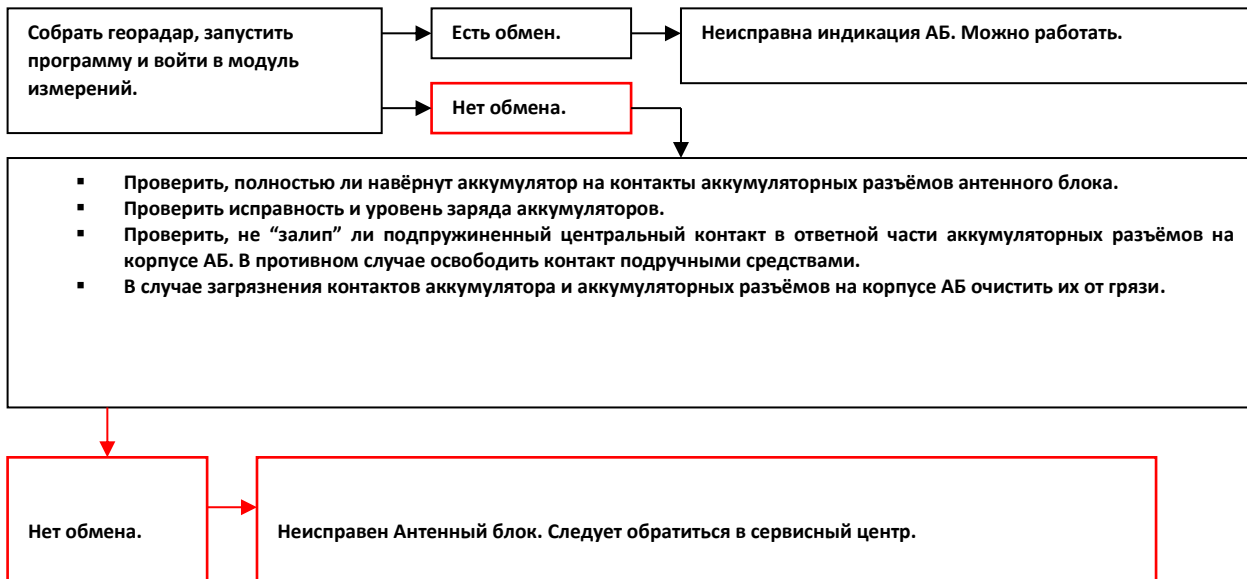 Собрать георадар, запустить
программу и войти в модуль
измерений.
Есть обмен.
Неисправна индикация АБ. Можно работать.
Нет обмена.
▪ Проверить, полностью ли навёрнут аккумулятор на контакты аккумуляторных разъёмов антенного блока.
▪ Проверить исправность и уровень заряда аккумуляторов.
▪ Проверить, не “залип” ли подпружиненный центральный контакт в ответной части аккумуляторных разъёмов на
корпусе АБ. В противном случае освободить контакт подручными средствами.
▪ В случае загрязнения контактов аккумулятора и аккумуляторных разъёмов на корпусе АБ очистить их от грязи.
Нет обмена.
Неисправен Антенный блок. Следует обратиться в сервисный центр.